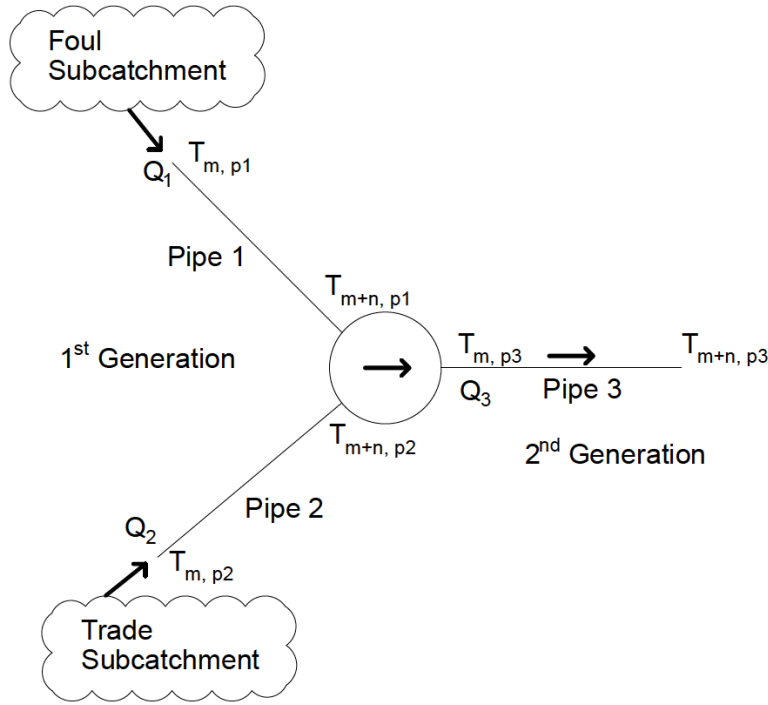 Foul
Subcatchment
Q1
Tm, p1
Pipe 1
Tm+n, p1
1st Generation
Tm, p3
Tm+n, p3
Q3
Pipe 3
Tm+n, p2
2nd Generation
Pipe 2
Q2
Tm, p2
Trade
Subcatchment